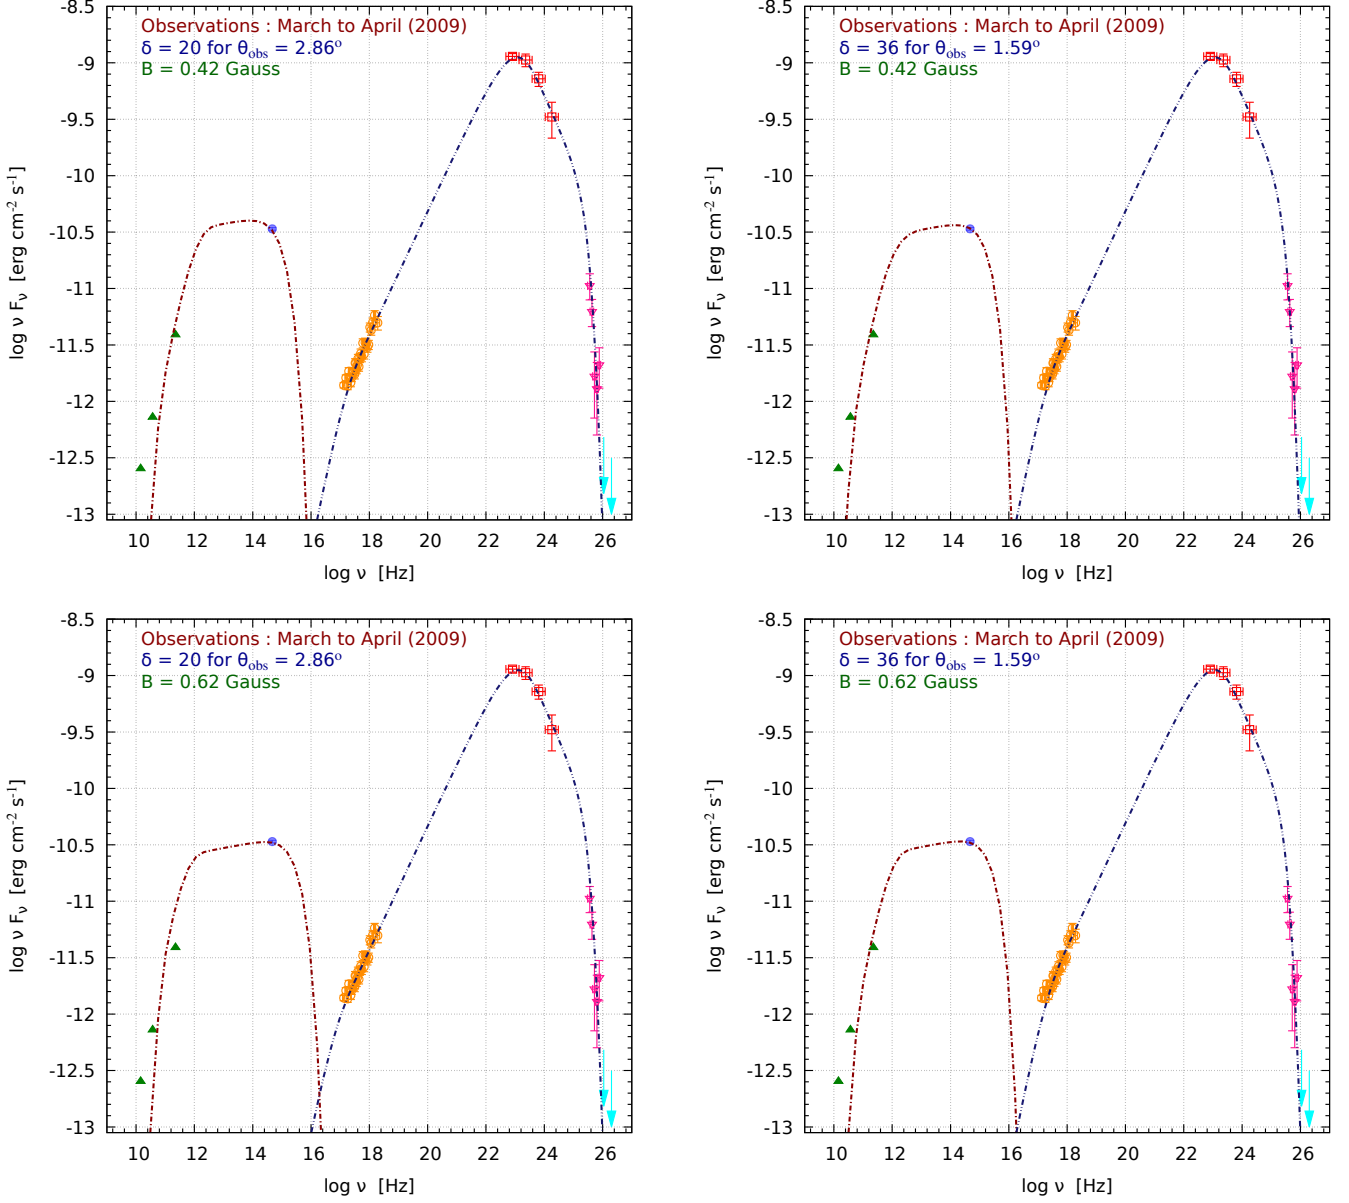 Observations : March to April (2009)
δ = 20 for θobs = 2.86o
B = 0.42 Gauss
log ν Fν [erg cm-2 s-1]
-8.5
-9
-9.5
-10
-10.5
-11
-11.5
-12
-12.5
-13
10 12 14 16 18 20 22 24 26
log ν [Hz]
Observations : March to April (2009)
δ = 36 for θobs = 1.59o
B = 0.42 Gauss
log ν Fν [erg cm-2 s-1]
-8.5
-9
-9.5
-10
-10.5
-11
-11.5
-12
-12.5
-13
10 12 14 16 18 20 22 24 26
log ν [Hz]
Observations : March to April (2009)
δ = 20 for θobs = 2.86o
B = 0.62 Gauss
log ν Fν [erg cm-2 s-1]
-8.5
-9
-9.5
-10
-10.5
-11
-11.5
-12
-12.5
-13
10 12 14 16 18 20 22 24 26
log ν [Hz]
Observations : March to April (2009)
δ = 36 for θobs = 1.59o
B = 0.62 Gauss
log ν Fν [erg cm-2 s-1]
-8.5
-9
-9.5
-10
-10.5
-11
-11.5
-12
-12.5
-13
10 12 14 16 18 20 22 24 26
log ν [Hz]